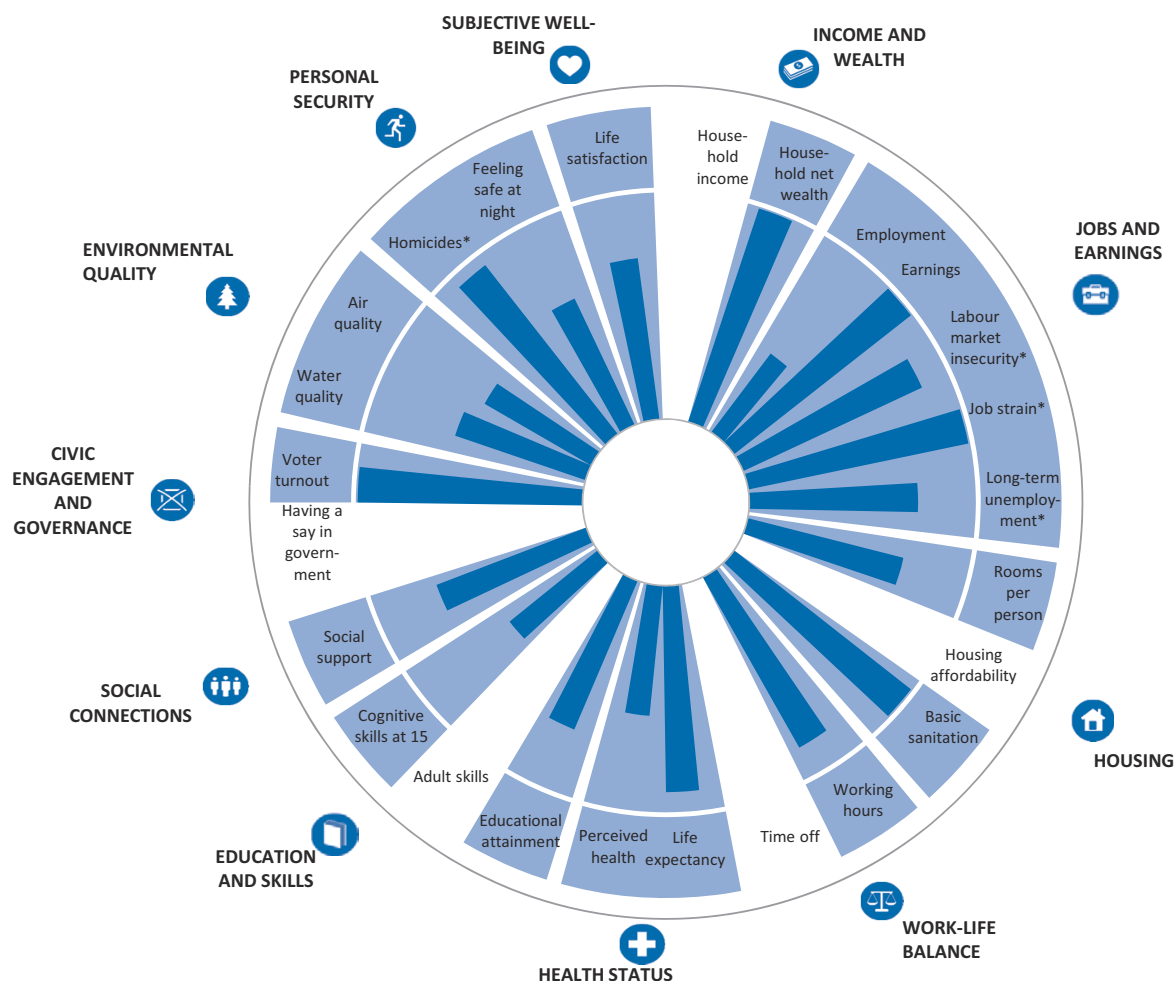 SUBJECTIVE WELL-
BEING
INCOME AND
WEALTH
PERSONAL
SECURITY
Life
satisfaction
House-
hold
income
House-
hold net
wealth
Feeling
safe at
night
Homicides*
Employment
Earnings
JOBS AND
EARNINGS
ENVIRONMENTAL
QUALITY
Air
quality
Labour
market
insecurity*
Water
quality
Job strain*
CIVIC
ENGAGEMENT
AND
GOVERNANCE
Voter
turnout
Long-term
unemploy-
ment*
Having a
say in
govern-
ment
Rooms
per
person
Social
support
Housing
affordability
SOCIAL
CONNECTIONS
Cognitive
skills at 15
Basic
sanitation
HOUSING
Adult skills
Working
hours
Educational
attainment
Perceived
health
Life
expectancy
Time off
EDUCATION
AND SKILLS
WORK-LIFE
BALANCE
HEALTH STATUS